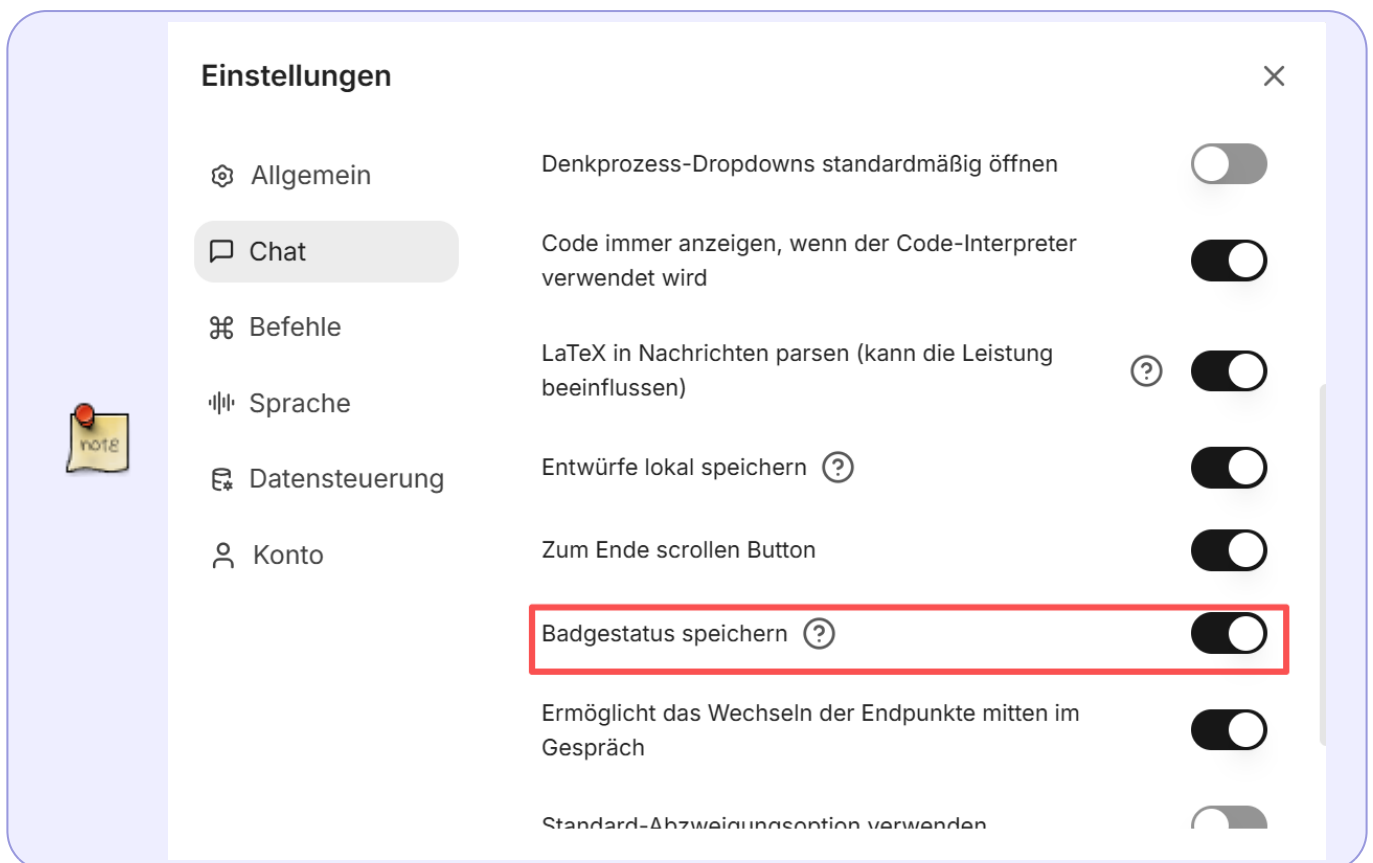 Einstellungen
Allgemein
Chat
Befehle
Sprache
Datensteuerung
Konto
note
Denkprozess-Dropdowns standardmäßig öffnen
Code immer anzeigen, wenn der Code-Interpreter
verwendet wird
LaTeX in Nachrichten parsen (kann die Leistung
beeinflussen)
Entwürfe lokal speichern
Zum Ende scrollen Button
Badgestatus speichern
Ermöglicht das Wechseln der Endpunkte mitten im
Gespräch
Standard-Abzweigungsoption verwenden